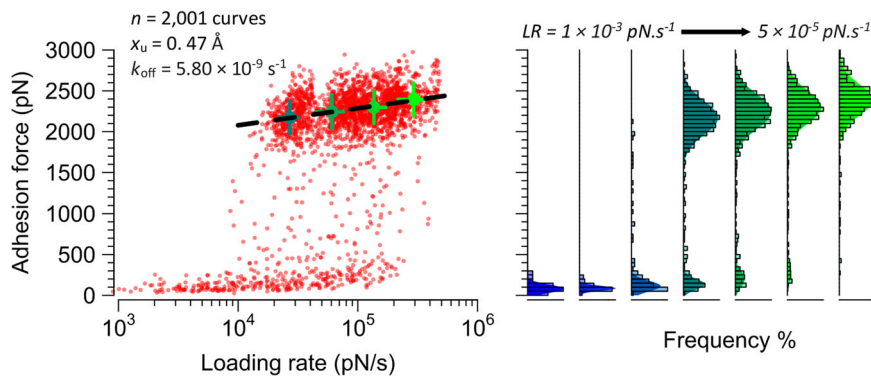 n = 2,001 curves
xu = 0. 47 Å
koff = 5.80 × 10-9 s-1
LR = 1 × 10-3 pN.s-1 5 × 10-5 pN.s-1
Adhesion force (pN)
3000
2500
2000
1500
1000
500
0
10³ 10⁴ 10⁵ 10⁶
Loading rate (pN/s)
Frequency %